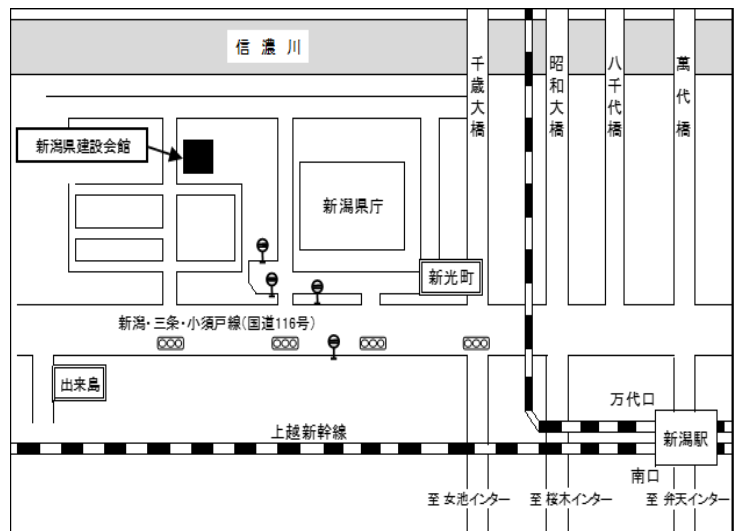 信濃川
千歳大橋
昭和大橋
八千代橋
萬代橋
新潟県建設会館
新潟県庁
新光町
新潟・三条・小須戸線(国道116号)
出来島
万代口
上越新幹線
新潟駅
南口
至 女池インター
至 桜木インター
至 弁天インター